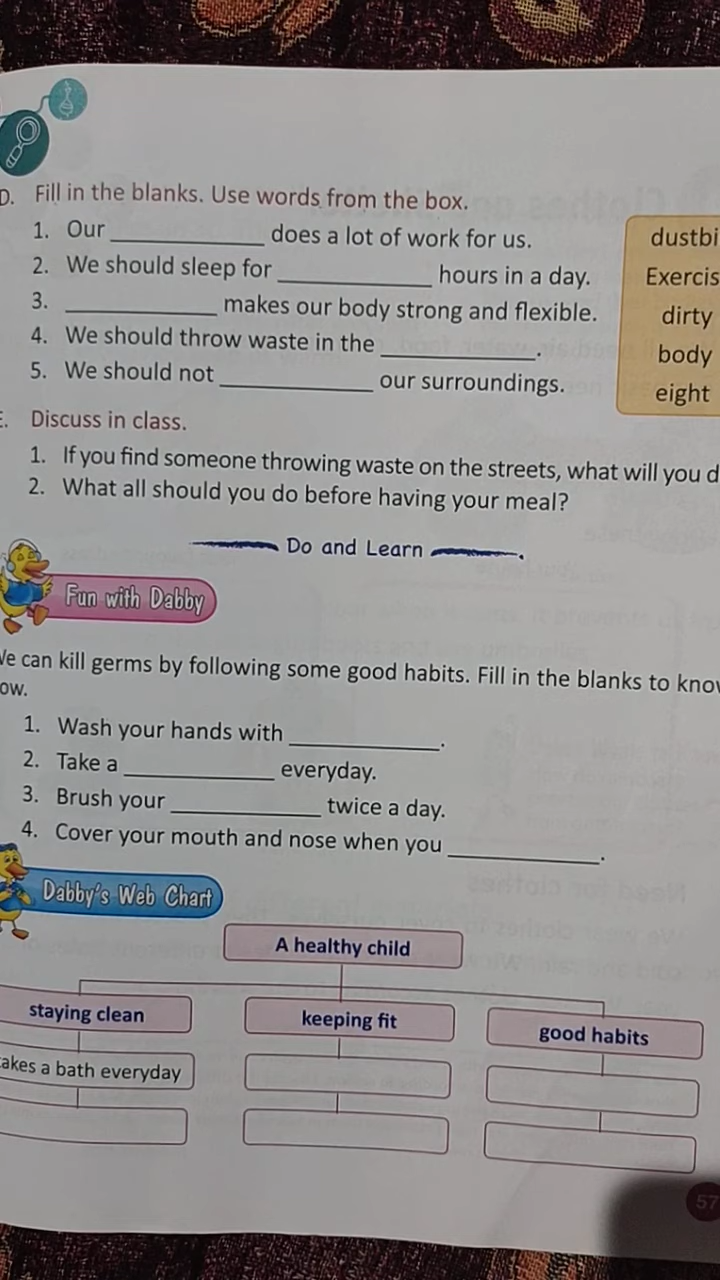 D. Fill in the blanks. Use words from the box.
1. Our ____________ does a lot of work for us.
2. We should sleep for ____________ hours in a day.
3. ____________ makes our body strong and flexible.
4. We should throw waste in the ____________.
5. We should not ____________ our surroundings.
dustbi
Exercis
dirty
body
eight
E. Discuss in class.
1. If you find someone throwing waste on the streets, what will you d
2. What all should you do before having your meal?
Do and Learn
Fun with Dabby
We can kill germs by following some good habits. Fill in the blanks to know
ow.
1. Wash your hands with ____________.
2. Take a ____________ everyday.
3. Brush your ____________ twice a day.
4. Cover your mouth and nose when you ____________.
Dabby's Web Chart
A healthy child
staying clean
keeping fit
good habits
akes a bath everyday
57